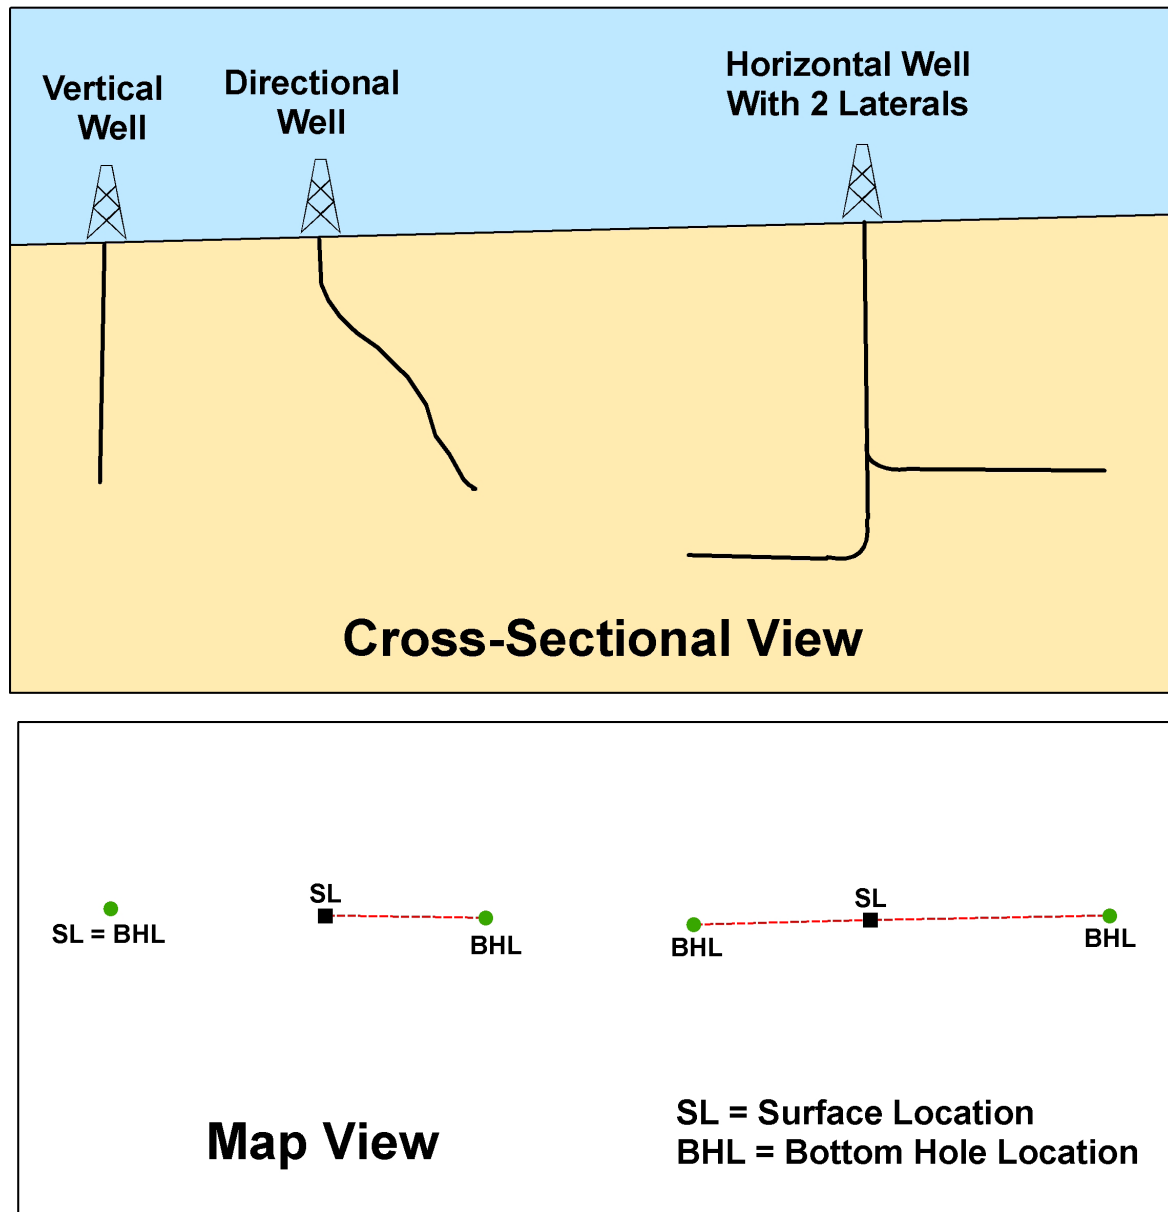 Vertical
Well
Directional
Well
Horizontal Well
With 2 Laterals
Cross-Sectional View
SL = BHL
SL
BHL
BHL
SL
BHL
Map View
SL = Surface Location
BHL = Bottom Hole Location